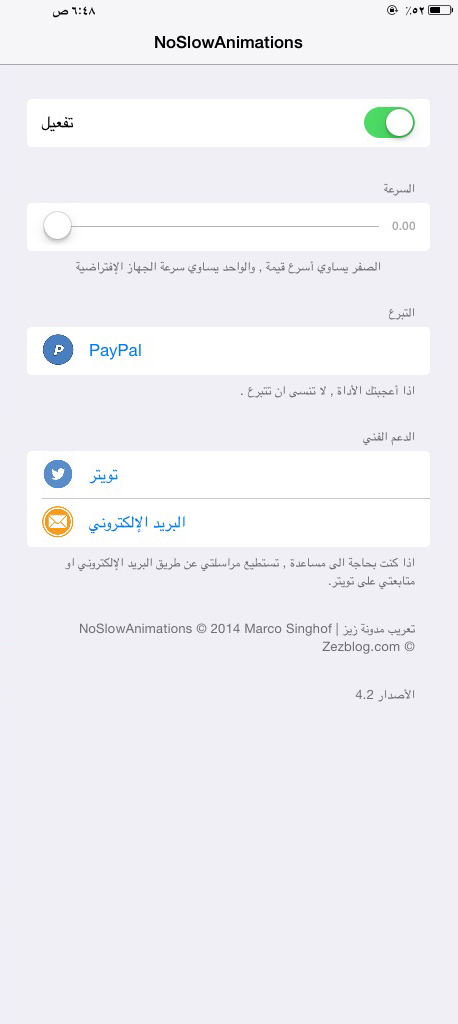 ٦:٤٨ ص
٥٢٪
NoSlowAnimations
تفعيل
السرعة
0.00
الصفر يساوي أسرع قيمة , والواحد يساوي سرعة الجهاز الإفتراضية
التبرع
PayPal
اذا أعجبتك الأداة , لا تنسى ان تتبرع .
الدعم الفني
تويتر
البريد الإلكتروني
اذا كنت بحاجة الى مساعدة , تستطيع مراسلتي عن طريق البريد الإلكتروني او
متابعتي على تويتر.
تعريب مدونة زيز | NoSlowAnimations © 2014 Marco Singhof
Zezblog.com ©
الأصدار 4.2